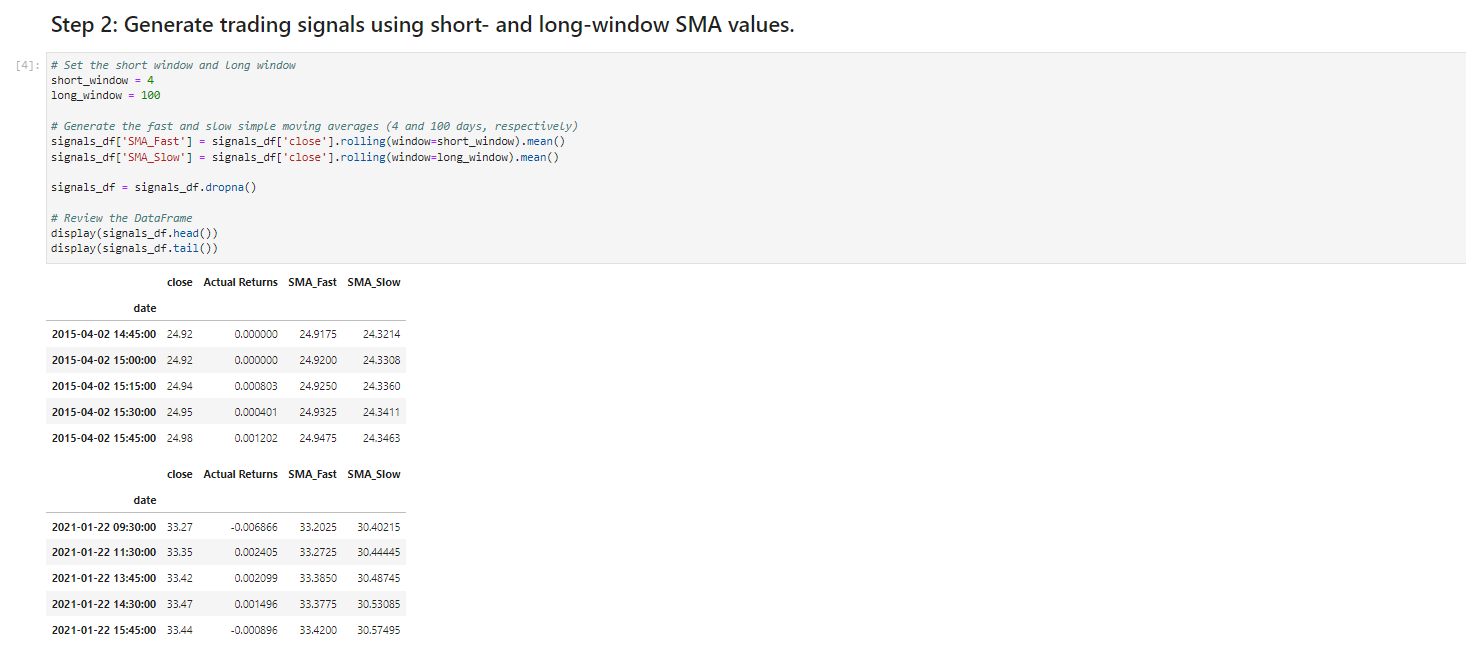 Step 2: Generate trading signals using short- and long-window SMA values.
[4]:
# Set the short window and long window
short_window = 4
long_window = 100
# Generate the fast and slow simple moving averages (4 and 100 days, respectively)
signals_df['SMA_Fast'] = signals_df['close'].rolling(window=short_window).mean()
signals_df['SMA_Slow'] = signals_df['close'].rolling(window=long_window).mean()
signals_df = signals_df.dropna()
# Review the DataFrame
display(signals_df.head())
display(signals_df.tail())
close Actual Returns SMA_Fast SMA_Slow
date
2015-04-02 14:45:00 24.92 0.000000 24.9175 24.3214
2015-04-02 15:00:00 24.92 0.000000 24.9200 24.3308
2015-04-02 15:15:00 24.94 0.000803 24.9250 24.3360
2015-04-02 15:30:00 24.95 0.000401 24.9325 24.3411
2015-04-02 15:45:00 24.98 0.001202 24.9475 24.3463
close Actual Returns SMA_Fast SMA_Slow
date
2021-01-22 09:30:00 33.27 -0.006866 33.2025 30.40215
2021-01-22 11:30:00 33.35 0.002405 33.2725 30.44445
2021-01-22 13:45:00 33.42 0.002099 33.3850 30.48745
2021-01-22 14:30:00 33.47 0.001496 33.3775 30.53085
2021-01-22 15:45:00 33.44 -0.000896 33.4200 30.57495